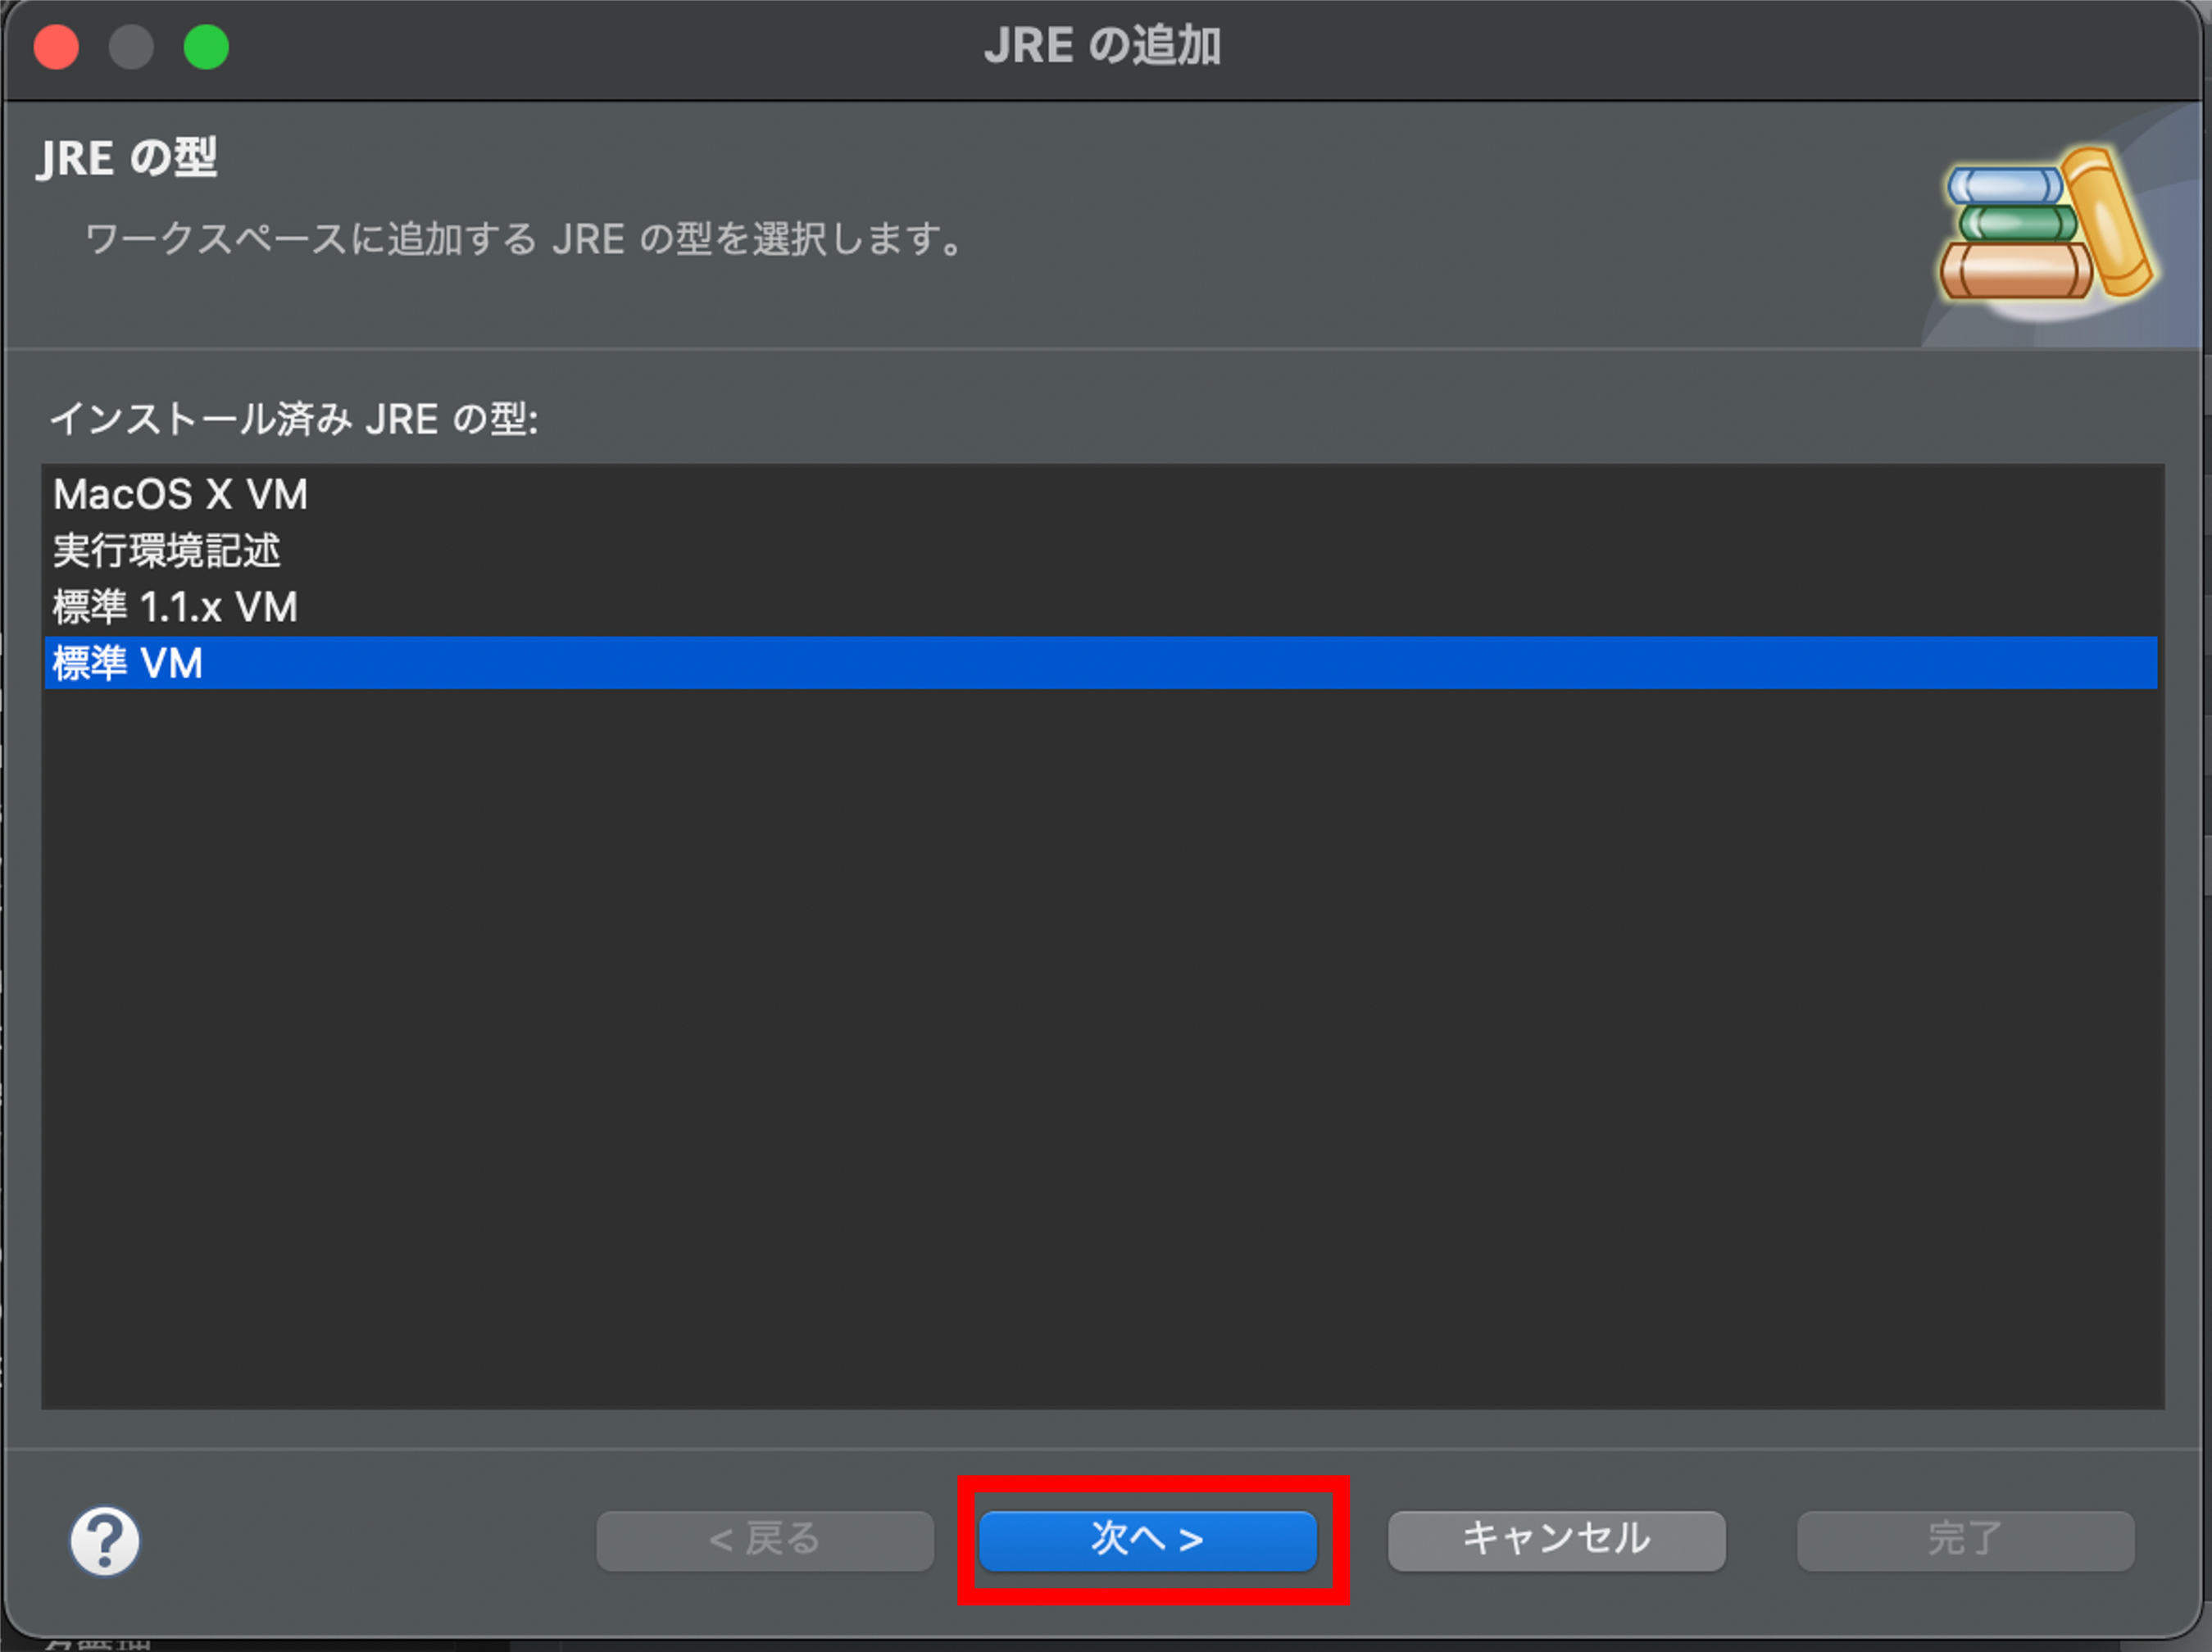 JRE の追加
JRE の型
ワークスペースに追加する JRE の型を選択します。
インストール済み JRE の型:
MacOS X VM
実行環境記述
標準 1.1.x VM
標準 VM
?
< 戻る
次へ >
キャンセル
完了